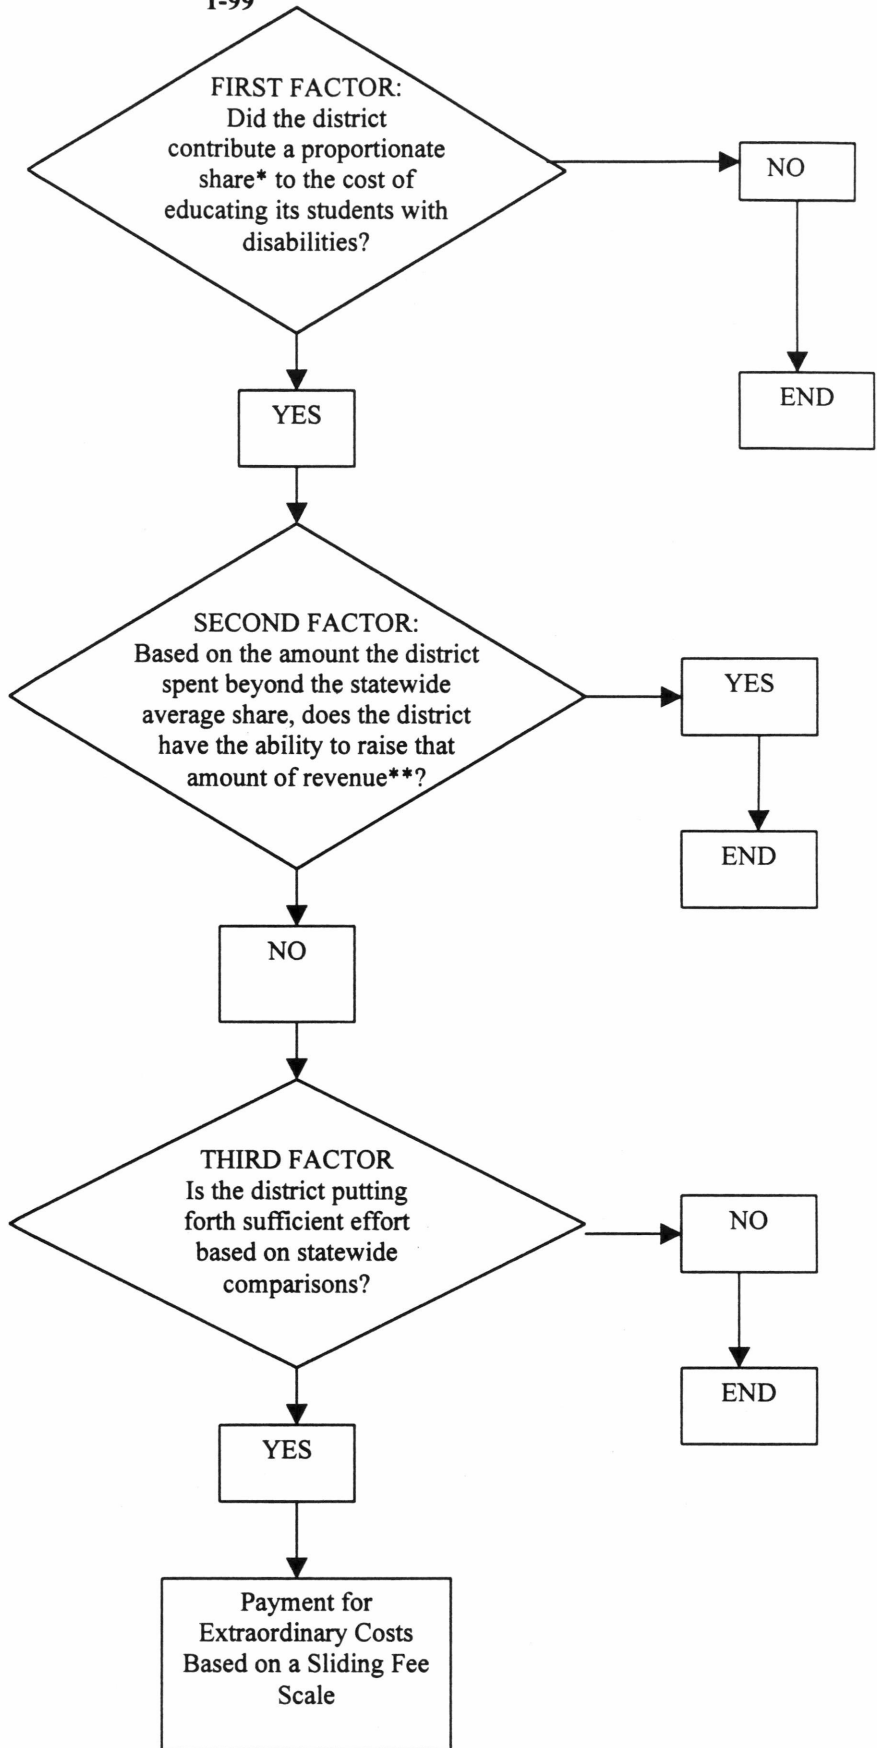 1-99
FIRST FACTOR:
Did the district
contribute a proportionate
share* to the cost of
educating its students with
disabilities?
NO
END
YES
SECOND FACTOR:
Based on the amount the district
spent beyond the statewide
average share, does the district
have the ability to raise that
amount of revenue**?
YES
END
NO
THIRD FACTOR
Is the district putting
forth sufficient effort
based on statewide
comparisons?
NO
END
YES
Payment for
Extraordinary Costs
Based on a Sliding Fee
Scale